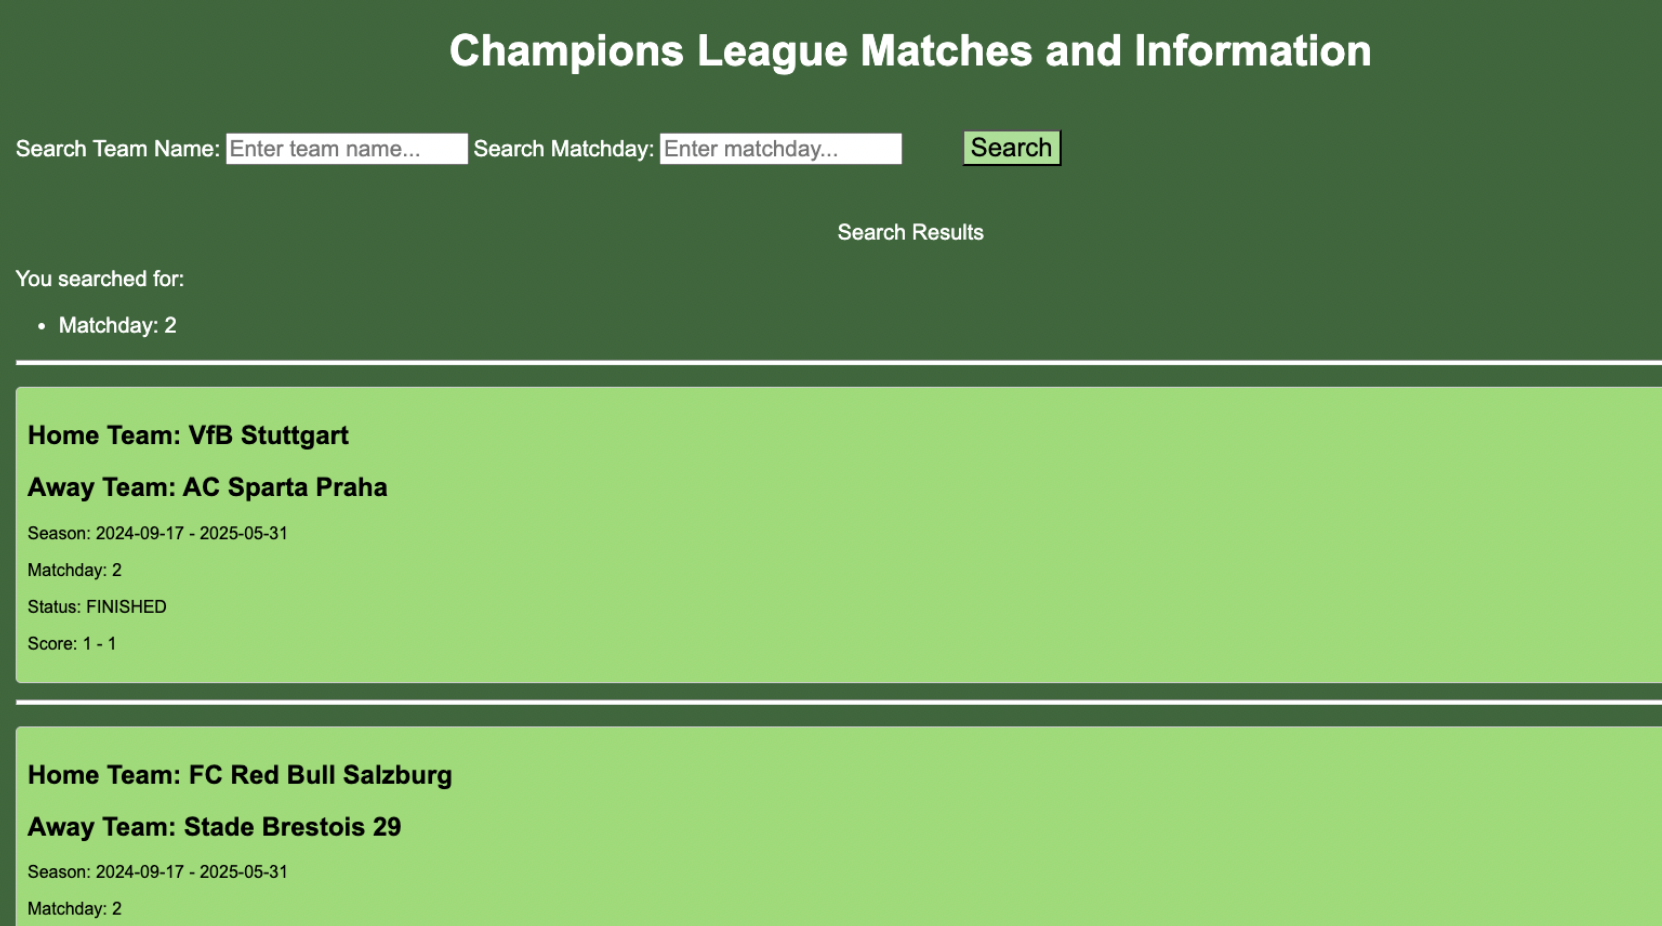 Champions League Matches and Information
Search Team Name: Enter team name... Search Matchday: Enter matchday... Search
Search Results
You searched for:
• Matchday: 2
Home Team: VfB Stuttgart
Away Team: AC Sparta Praha
Season: 2024-09-17 - 2025-05-31
Matchday: 2
Status: FINISHED
Score: 1 - 1
Home Team: FC Red Bull Salzburg
Away Team: Stade Brestois 29
Season: 2024-09-17 - 2025-05-31
Matchday: 2